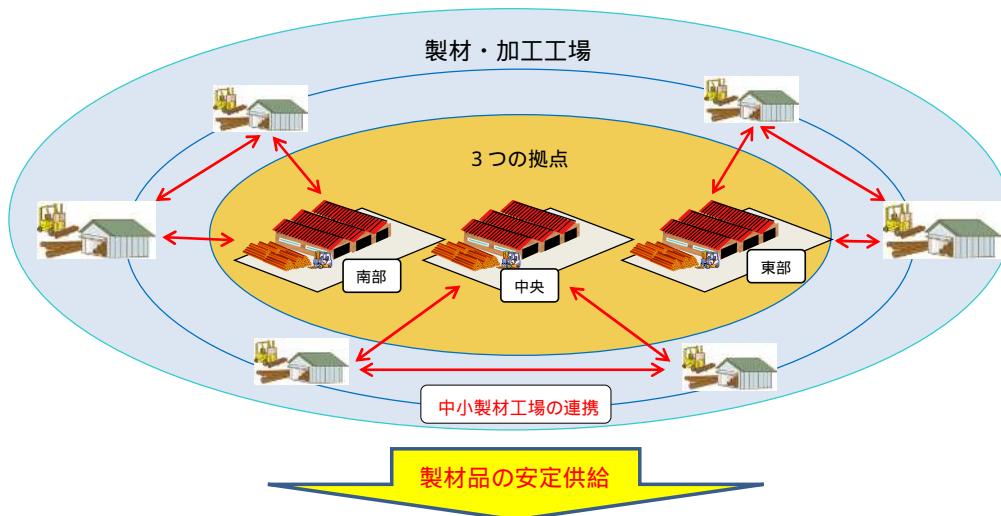 製材・加工工場
３つの拠点
南部
中央
東部
中小製材工場の連携
製材品の安定供給